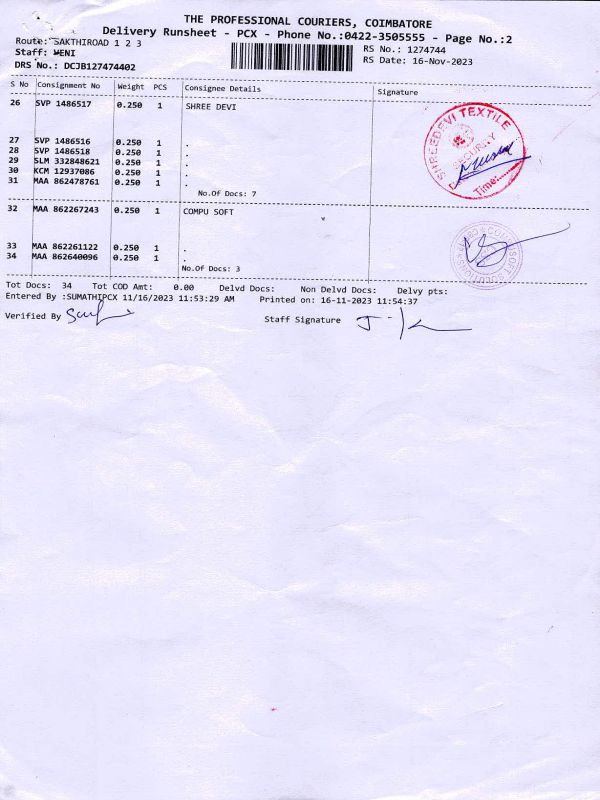 THE PROFESSIONAL COURIERS, COIMBATORE
Delivery Runsheet - PCX - Phone No.:0422-3505555 - Page No.:2
Route: SAKTHIROAD 1 2 3
RS No.: 1274744
Staff: WENI
RS Date: 16-Nov-2023
DRS No.: DCJB127474402
S No Consignment No Weight PCS Consignee Details Signature
26 SVP 1486517 0.250 1 SHREE DEVI
27 SVP 1486516 0.250 1 .
28 SVP 1486518 0.250 1 .
29 SLM 332848621 0.250 1 .
30 KCM 12937086 0.250 1 .
31 MAA 862478761 0.250 1 .
No.Of Docs: 7
SHREEDEVI TEXTILE
SECURITY
Time:......
32 MAA 862267243 0.250 1 COMPU SOFT
33 MAA 862261122 0.250 1 .
34 MAA 862640096 0.250 1 .
No.Of Docs: 3
Tot Docs: 34 Tot COD Amt: 0.00 Delvd Docs: Non Delvd Docs: Delvy pts:
Entered By :SUMATHIPCX 11/16/2023 11:53:29 AM Printed on: 16-11-2023 11:54:37
Verified By
Staff Signature